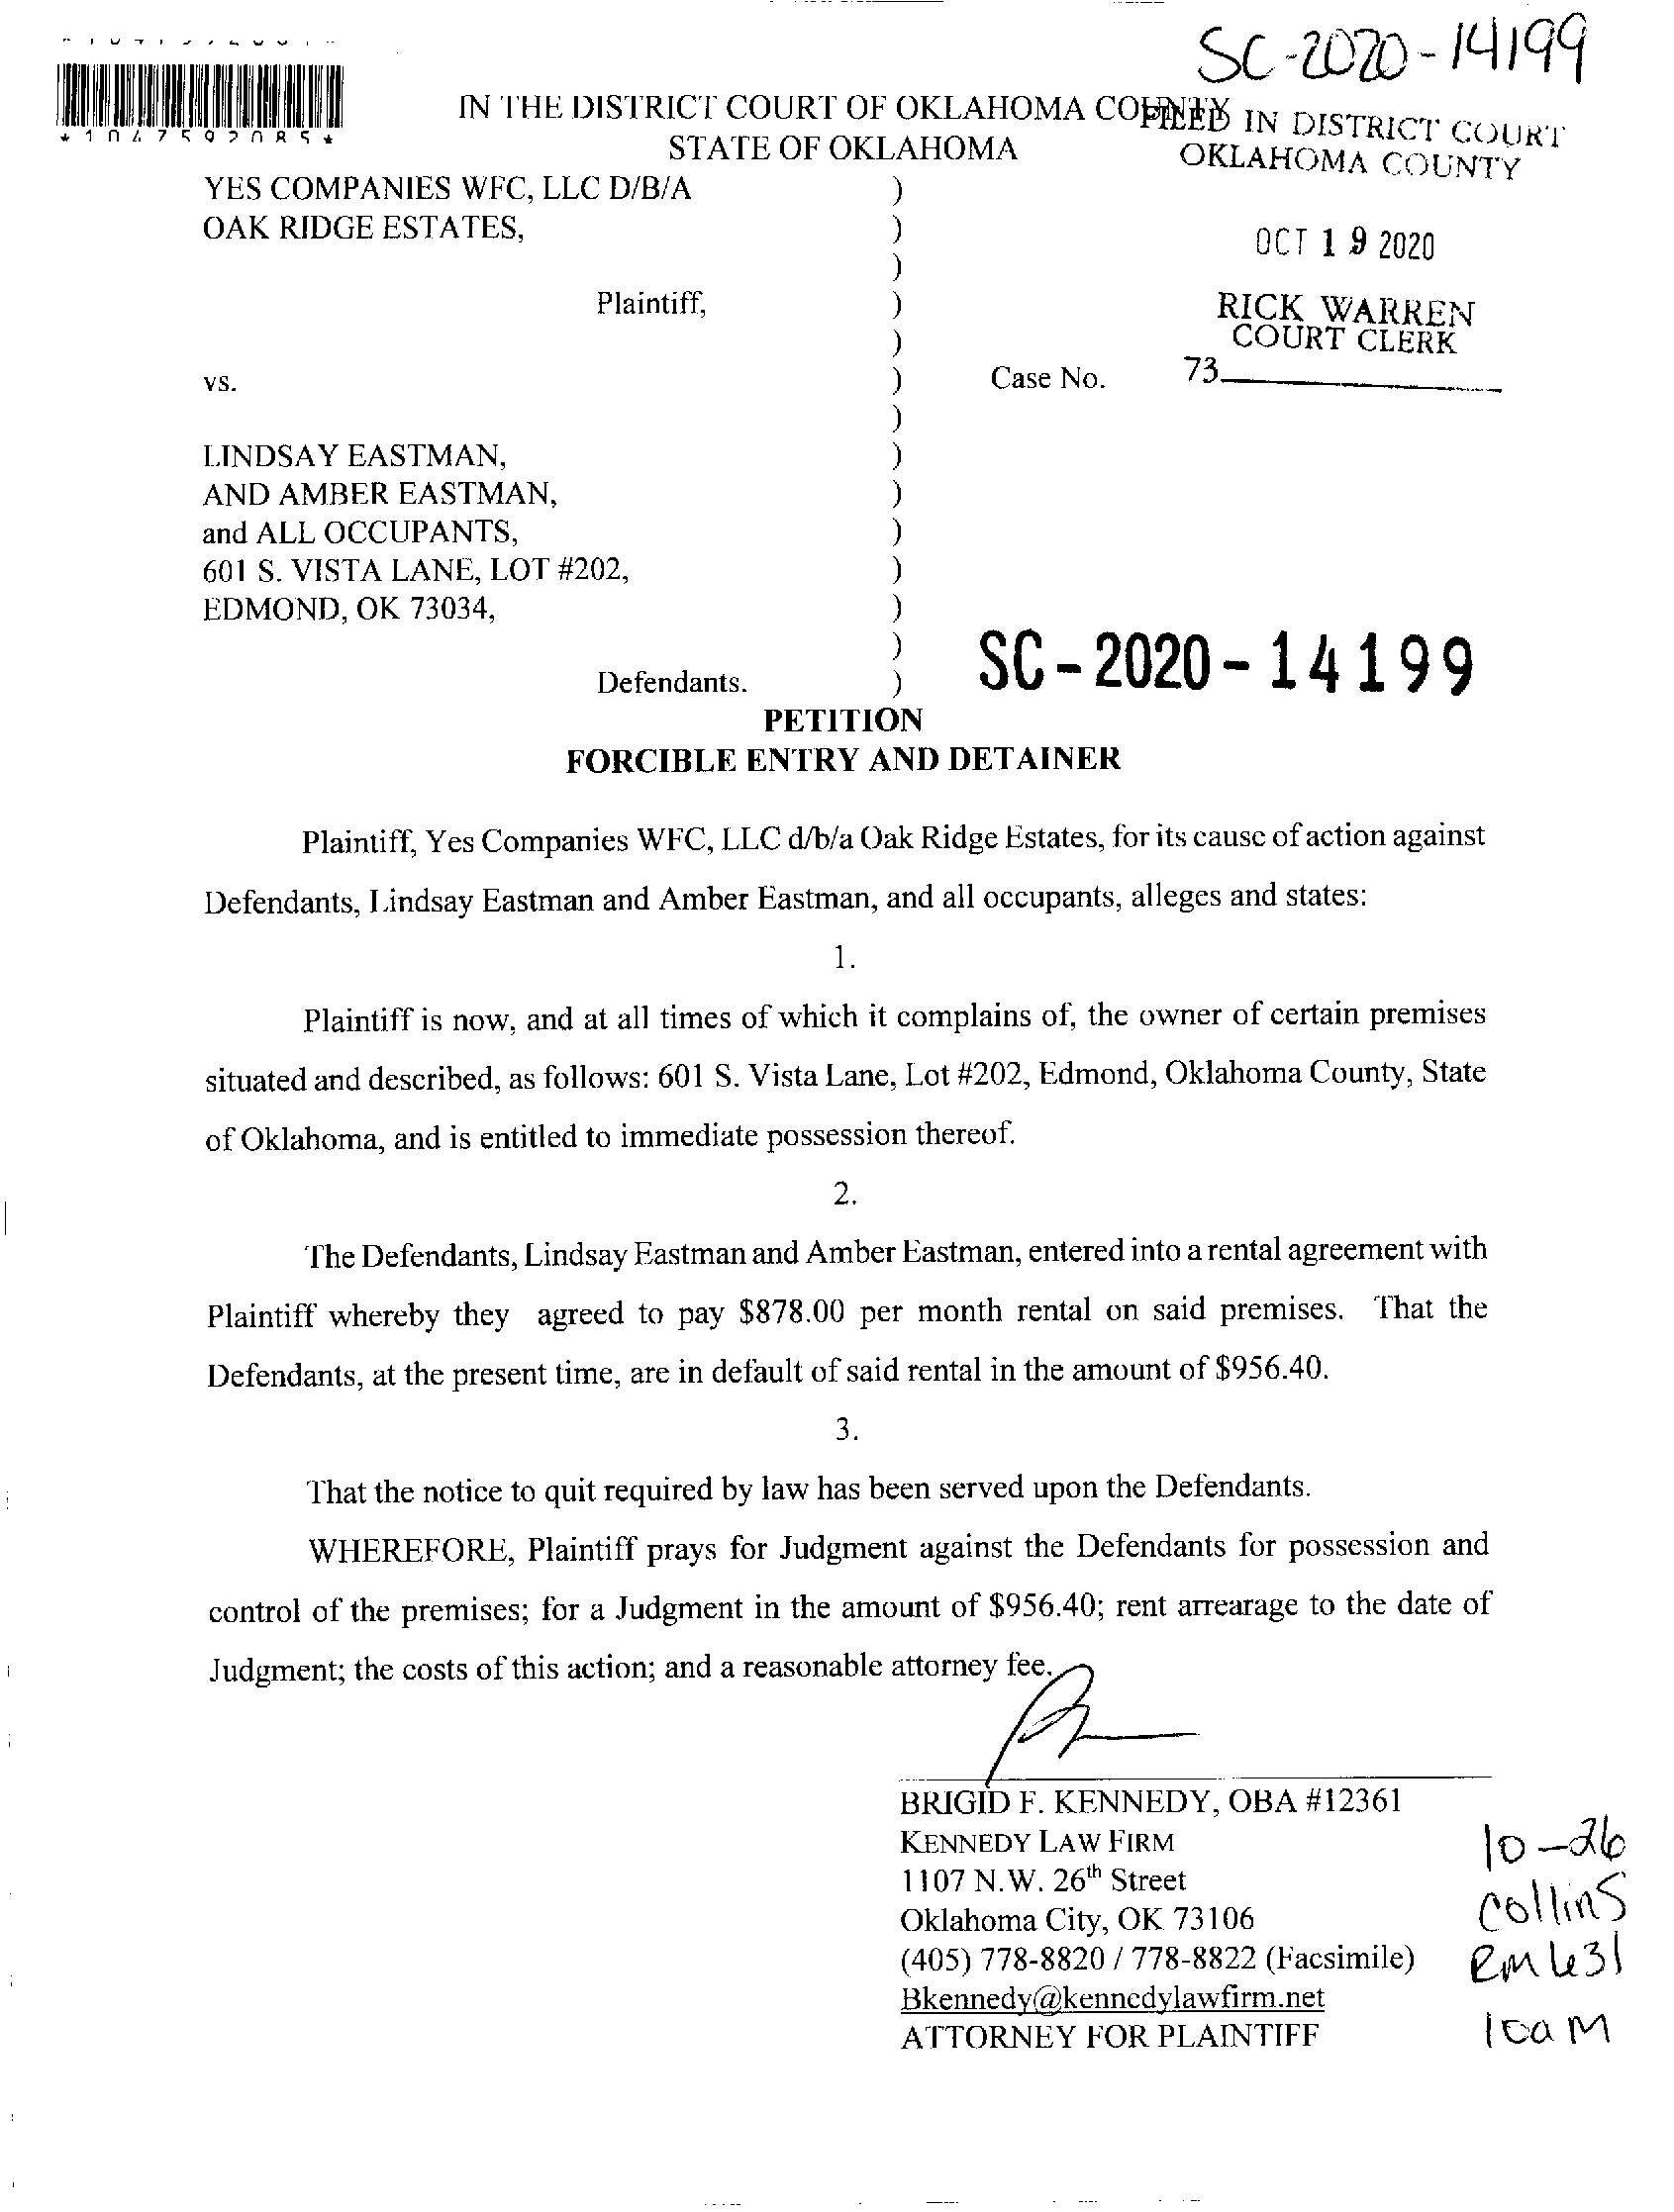 SC-2020-14199
*1047592085*
IN THE DISTRICT COURT OF OKLAHOMA COUNTY
STATE OF OKLAHOMA
FILED IN DISTRICT COURT
OKLAHOMA COUNTY
OCT 19 2020
RICK WARREN
COURT CLERK
73
YES COMPANIES WFC, LLC D/B/A )
OAK RIDGE ESTATES, )
)
Plaintiff, )
)
vs. ) Case No.
)
LINDSAY EASTMAN, )
AND AMBER EASTMAN, )
and ALL OCCUPANTS, )
601 S. VISTA LANE, LOT #202, )
EDMOND, OK 73034, )
)
Defendants. )
SC-2020-14199
PETITION
FORCIBLE ENTRY AND DETAINER
Plaintiff, Yes Companies WFC, LLC d/b/a Oak Ridge Estates, for its cause of action against
Defendants, Lindsay Eastman and Amber Eastman, and all occupants, alleges and states:
1.
Plaintiff is now, and at all times of which it complains of, the owner of certain premises
situated and described, as follows: 601 S. Vista Lane, Lot #202, Edmond, Oklahoma County, State
of Oklahoma, and is entitled to immediate possession thereof.
2.
The Defendants, Lindsay Eastman and Amber Eastman, entered into a rental agreement with
Plaintiff whereby they agreed to pay $878.00 per month rental on said premises. That the
Defendants, at the present time, are in default of said rental in the amount of $956.40.
3.
That the notice to quit required by law has been served upon the Defendants.
WHEREFORE, Plaintiff prays for Judgment against the Defendants for possession and
control of the premises; for a Judgment in the amount of $956.40; rent arrearage to the date of
Judgment; the costs of this action; and a reasonable attorney fee.
BRIGID F. KENNEDY, OBA #12361
KENNEDY LAW FIRM
1107 N.W. 26th Street
Oklahoma City, OK 73106
(405) 778-8820 / 778-8822 (Facsimile)
Bkennedy@kennedylawfirm.net
ATTORNEY FOR PLAINTIFF
10-26
Collins
Rm 631
10am